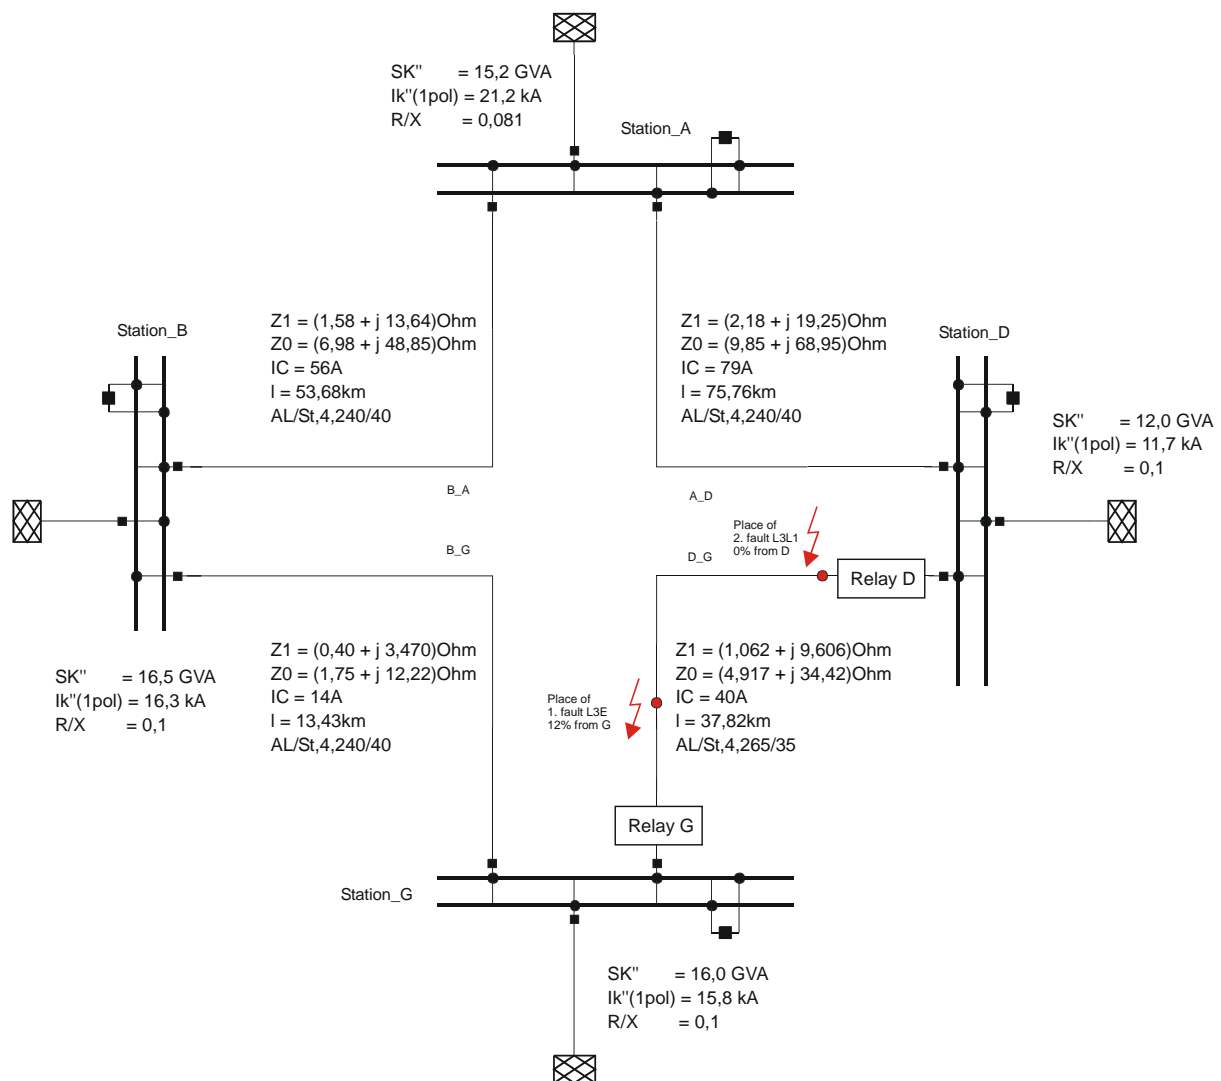 SK" = 15,2 GVA
Ik"(1pol) = 21,2 kA
R/X = 0,081
Station_A
Station_B
Z1 = (1,58 + j 13,64)Ohm
Z0 = (6,98 + j 48,85)Ohm
IC = 56A
l = 53,68km
AL/St,4,240/40
Z1 = (2,18 + j 19,25)Ohm
Z0 = (9,85 + j 68,95)Ohm
IC = 79A
l = 75,76km
AL/St,4,240/40
Station_D
SK" = 12,0 GVA
Ik"(1pol) = 11,7 kA
R/X = 0,1
B_A
A_D
B_G
D_G
Place of
2. fault L3L1
0% from D
Relay D
SK" = 16,5 GVA
Ik"(1pol) = 16,3 kA
R/X = 0,1
Z1 = (0,40 + j 3,470)Ohm
Z0 = (1,75 + j 12,22)Ohm
IC = 14A
l = 13,43km
AL/St,4,240/40
Place of
1. fault L3E
12% from G
Z1 = (1,062 + j 9,606)Ohm
Z0 = (4,917 + j 34,42)Ohm
IC = 40A
l = 37,82km
AL/St,4,265/35
Relay G
Station_G
SK" = 16,0 GVA
Ik"(1pol) = 15,8 kA
R/X = 0,1